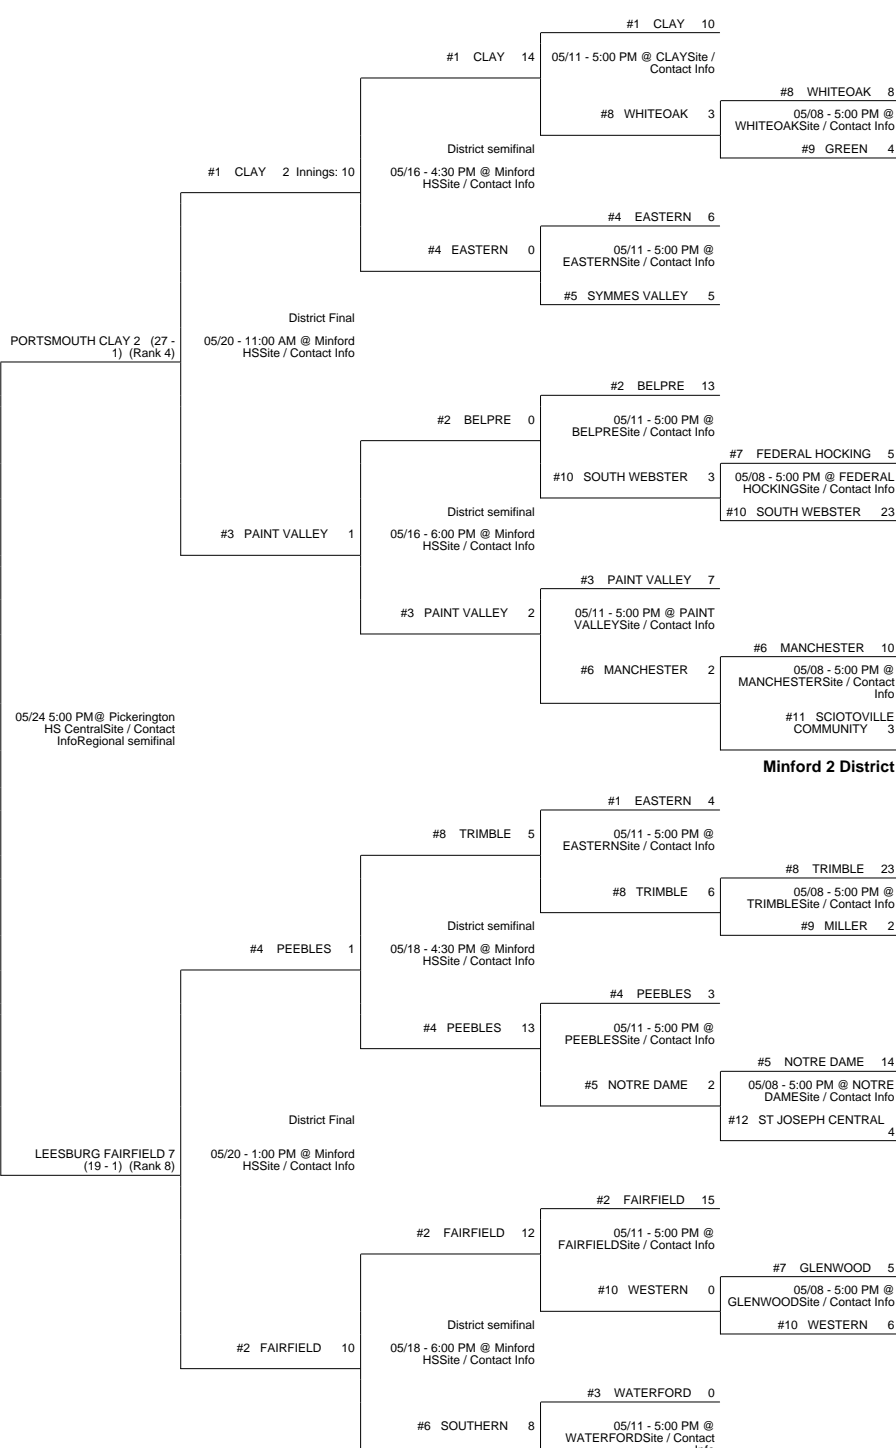 #1 CLAY 10
#1 CLAY 14
05/11 - 5:00 PM @ CLAYSite /
Contact Info
#8 WHITEOAK 8
#8 WHITEOAK 3
05/08 - 5:00 PM @
WHITEOAKSite / Contact Info
District semifinal
#9 GREEN 4
#1 CLAY 2 Innings: 10
05/16 - 4:30 PM @ Minford
HSSite / Contact Info
#4 EASTERN 6
#4 EASTERN 0
05/11 - 5:00 PM @
EASTERNSite / Contact Info
#5 SYMMES VALLEY 5
District Final
PORTSMOUTH CLAY 2 (27 -
1) (Rank 4)
05/20 - 11:00 AM @ Minford
HSSite / Contact Info
#2 BELPRE 13
#2 BELPRE 0
05/11 - 5:00 PM @
BELPRESite / Contact Info
#7 FEDERAL HOCKING 5
#10 SOUTH WEBSTER 3
05/08 - 5:00 PM @ FEDERAL
HOCKINGSite / Contact Info
District semifinal
#10 SOUTH WEBSTER 23
#3 PAINT VALLEY 1
05/16 - 6:00 PM @ Minford
HSSite / Contact Info
#3 PAINT VALLEY 7
#3 PAINT VALLEY 2
05/11 - 5:00 PM @ PAINT
VALLEYSite / Contact Info
#6 MANCHESTER 10
#6 MANCHESTER 2
05/08 - 5:00 PM @
MANCHESTERSite / Contact
Info
05/24 5:00 PM@ Pickerington
HS CentralSite / Contact
InfoRegional semifinal
#11 SCIOTOVILLE
COMMUNITY 3
Minford 2 District
#1 EASTERN 4
#8 TRIMBLE 5
05/11 - 5:00 PM @
EASTERNSite / Contact Info
#8 TRIMBLE 23
#8 TRIMBLE 6
05/08 - 5:00 PM @
TRIMBLESite / Contact Info
District semifinal
#9 MILLER 2
#4 PEEBLES 1
05/18 - 4:30 PM @ Minford
HSSite / Contact Info
#4 PEEBLES 3
#4 PEEBLES 13
05/11 - 5:00 PM @
PEEBLESSite / Contact Info
#5 NOTRE DAME 14
#5 NOTRE DAME 2
05/08 - 5:00 PM @ NOTRE
DAMESite / Contact Info
District Final
#12 ST JOSEPH CENTRAL
4
LEESBURG FAIRFIELD 7
(19 - 1) (Rank 8)
05/20 - 1:00 PM @ Minford
HSSite / Contact Info
#2 FAIRFIELD 15
#2 FAIRFIELD 12
05/11 - 5:00 PM @
FAIRFIELDSite / Contact Info
#7 GLENWOOD 5
#10 WESTERN 0
05/08 - 5:00 PM @
GLENWOODSite / Contact Info
District semifinal
#10 WESTERN 6
#2 FAIRFIELD 10
05/18 - 6:00 PM @ Minford
HSSite / Contact Info
#3 WATERFORD 0
#6 SOUTHERN 8
05/11 - 5:00 PM @
WATERFORDSite / Contact